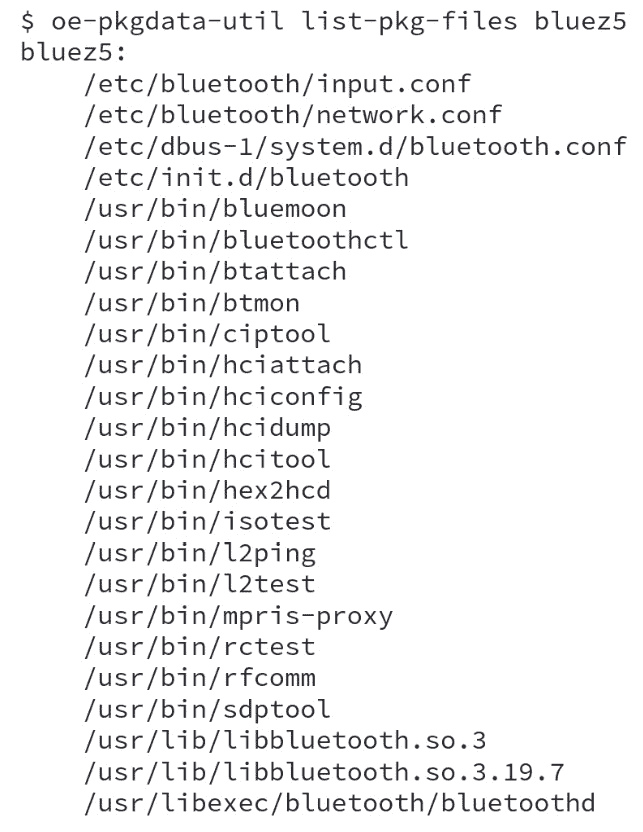 $ oe-pkgdata-util list-pkg-files bluez5
bluez5:
/etc/bluetooth/input.conf
/etc/bluetooth/network.conf
/etc/dbus-1/system.d/bluetooth.conf
/etc/init.d/bluetooth
/usr/bin/bluemoon
/usr/bin/bluetoothctl
/usr/bin/btattach
/usr/bin/btmon
/usr/bin/ciptool
/usr/bin/hciattach
/usr/bin/hciconfig
/usr/bin/hcidump
/usr/bin/hcitool
/usr/bin/hex2hcd
/usr/bin/isotest
/usr/bin/l2ping
/usr/bin/l2test
/usr/bin/mpris-proxy
/usr/bin/rctest
/usr/bin/rfcomm
/usr/bin/sdptool
/usr/lib/libbluetooth.so.3
/usr/lib/libbluetooth.so.3.19.7
/usr/libexec/bluetooth/bluetoothd